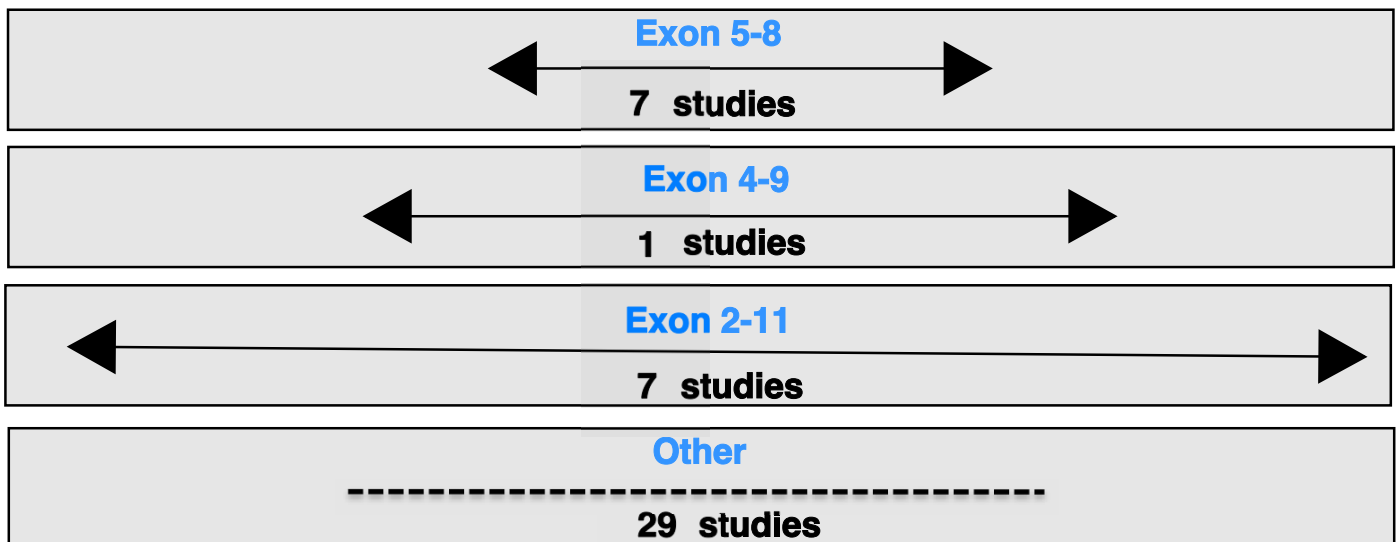 Exon 5-8
7 studies
Exon 4-9
1 studies
Exon 2-11
7 studies
Other
29 studies